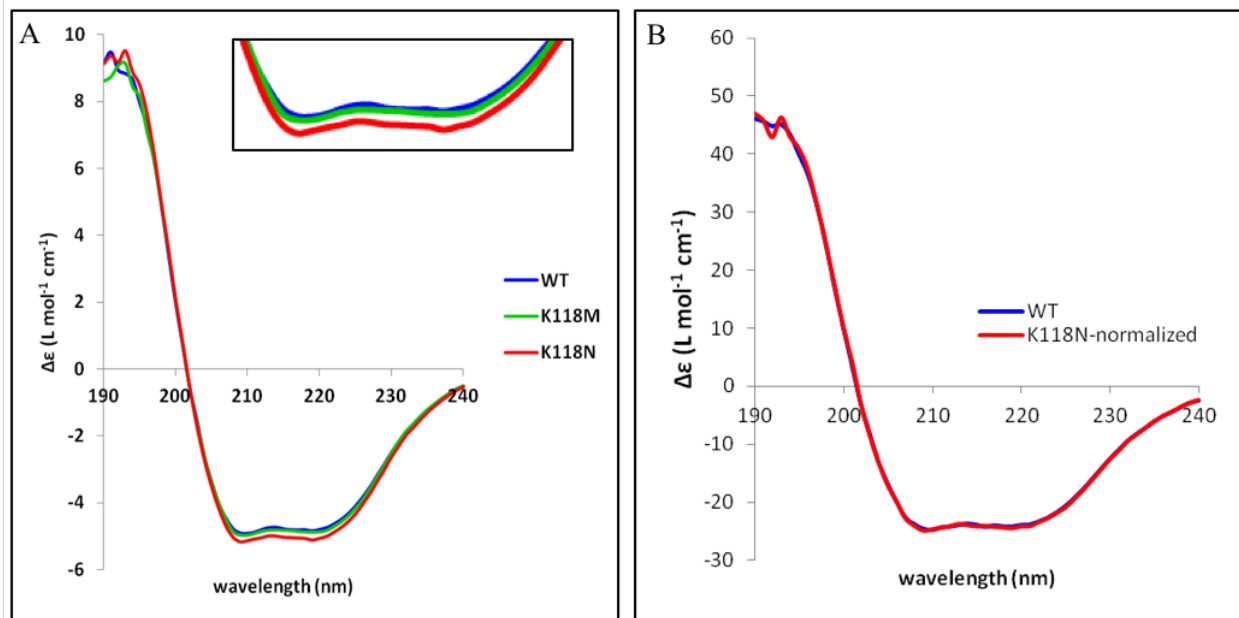 A
10
8
6
4
2
0
-2
-4
-6
190
200
210
220
230
240
Δε (L mol⁻¹ cm⁻¹)
wavelength (nm)
WT
K118M
K118N
B
60
50
40
30
20
10
0
-10
-20
-30
190
200
210
220
230
240
Δε (L mol⁻¹ cm⁻¹)
wavelength (nm)
WT
K118N-normalized